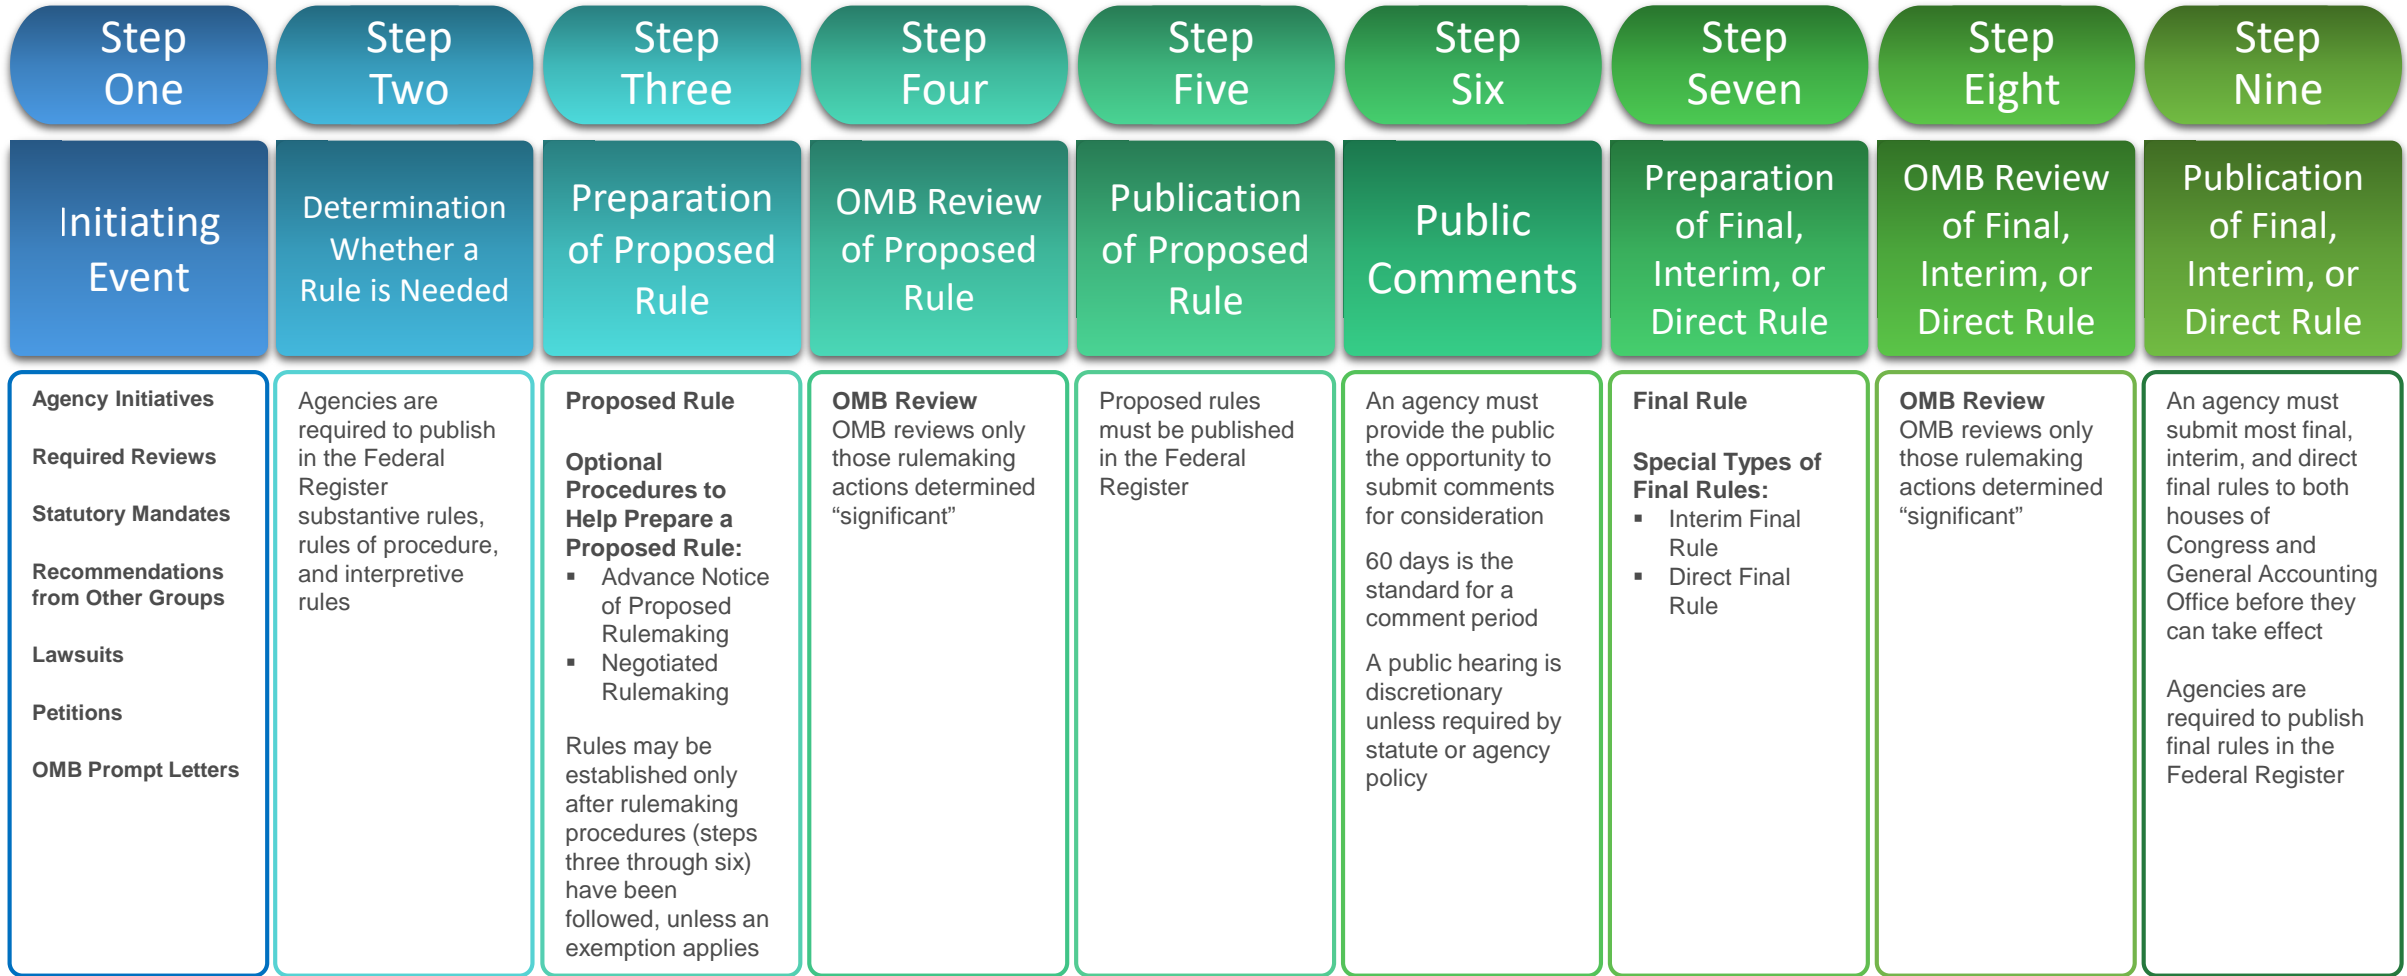 Step
One
Step
Two
Step
Three
Step
Four
Step
Five
Step
Six
Step
Seven
Step
Eight
Step
Nine
Initiating
Event
Determination
Whether a
Rule is Needed
Preparation
of Proposed
Rule
OMB Review
of Proposed
Rule
Publication
of Proposed
Rule
Public
Comments
Preparation
of Final,
Interim, or
Direct Rule
OMB Review
of Final,
Interim, or
Direct Rule
Publication
of Final,
Interim, or
Direct Rule
Agency Initiatives
Required Reviews
Statutory Mandates
Recommendations
from Other Groups
Lawsuits
Petitions
OMB Prompt Letters
Agencies are
required to publish
in the Federal
Register
substantive rules,
rules of procedure,
and interpretive
rules
Proposed Rule
Optional
Procedures to
Help Prepare a
Proposed Rule:
▪ Advance Notice
of Proposed
Rulemaking
▪ Negotiated
Rulemaking
Rules may be
established only
after rulemaking
procedures (steps
three through six)
have been
followed, unless an
exemption applies
OMB Review
OMB reviews only
those rulemaking
actions determined
“significant”
Proposed rules
must be published
in the Federal
Register
An agency must
provide the public
the opportunity to
submit comments
for consideration
60 days is the
standard for a
comment period
A public hearing is
discretionary
unless required by
statute or agency
policy
Final Rule
Special Types of
Final Rules:
▪ Interim Final
Rule
▪ Direct Final
Rule
OMB Review
OMB reviews only
those rulemaking
actions determined
“significant”
An agency must
submit most final,
interim, and direct
final rules to both
houses of
Congress and
General Accounting
Office before they
can take effect
Agencies are
required to publish
final rules in the
Federal Register